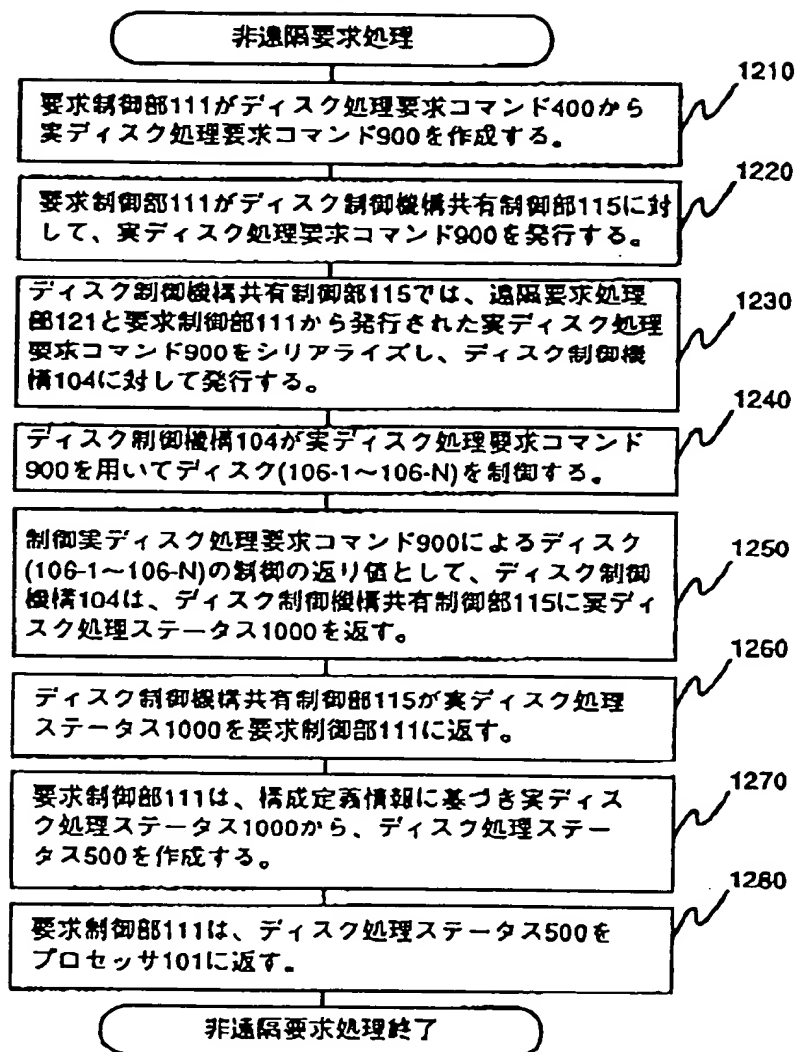 非遠隔要求処理
1210
要求制御部111がディスク処理要求コマンド400から
実ディスク処理要求コマンド900を作成する。
1220
要求制御部111がディスク制御機構共有制御部115に対
して、実ディスク処理要求コマンド900を発行する。
1230
ディスク制御機構共有制御部115では、遠隔要求処理
部121と要求制御部111から発行された実ディスク処理
要求コマンド900をシリアライズし、ディスク制御機
構104に対して発行する。
1240
ディスク制御機構104が実ディスク処理要求コマンド
900を用いてディスク(106-1～106-N)を制御する。
1250
制御実ディスク処理要求コマンド900によるディスク
(106-1～106-N)の制御の返り値として、ディスク制御
機構104は、ディスク制御機構共有制御部115に実ディ
スク処理ステータス1000を返す。
1260
ディスク制御機構共有制御部115が実ディスク処理
ステータス1000を要求制御部111に返す。
1270
要求制御部111は、構成定義情報に基づき実ディス
ク処理ステータス1000から、ディスク処理ステー
タス500を作成する。
1280
要求制御部111は、ディスク処理ステータス500を
プロセッサ101に返す。
非遠隔要求処理終了